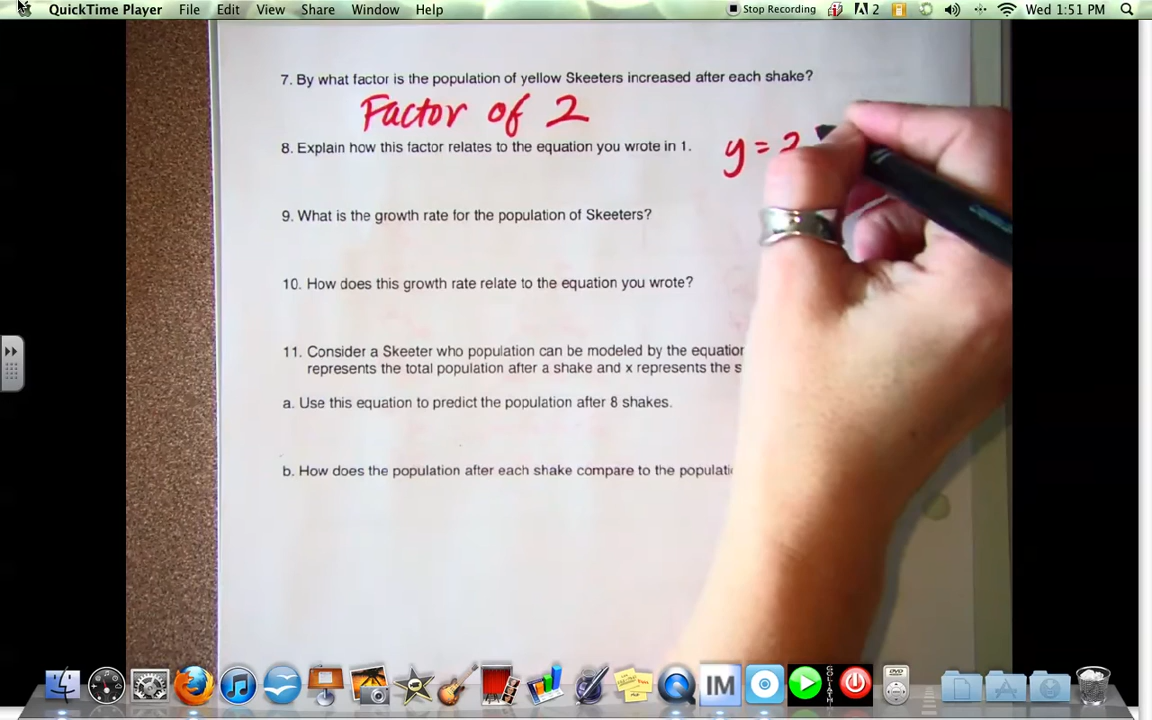 QuickTime Player File Edit View Share Window Help Stop Recording 2 Wed 1:51 PM
7. By what factor is the population of yellow Skeeters increased after each shake?
Factor of 2
8. Explain how this factor relates to the equation you wrote in 1. y = 2
9. What is the growth rate for the population of Skeeters?
10. How does this growth rate relate to the equation you wrote?
11. Consider a Skeeter who population can be modeled by the equation
represents the total population after a shake and x represents the s
a. Use this equation to predict the population after 8 shakes.
b. How does the population after each shake compare to the populati
IM